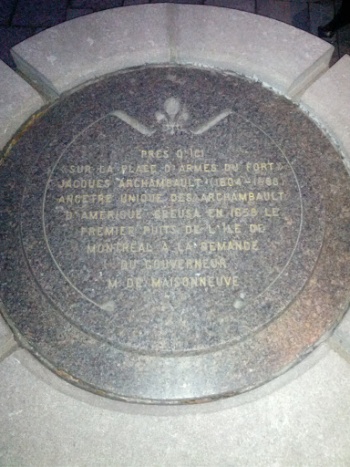 PRÈS D'ICI
«SUR LA PLACE D'ARMES DU FORT»
JACQUES ARCHAMBAULT (1604-1688)
ANCÊTRE UNIQUE DES ARCHAMBAULT
D'AMÉRIQUE CREUSA EN 1658 LE
PREMIER PUITS DE L'ÎLE DE
MONTRÉAL À LA DEMANDE
DU GOUVERNEUR
M. DE MAISONNEUVE